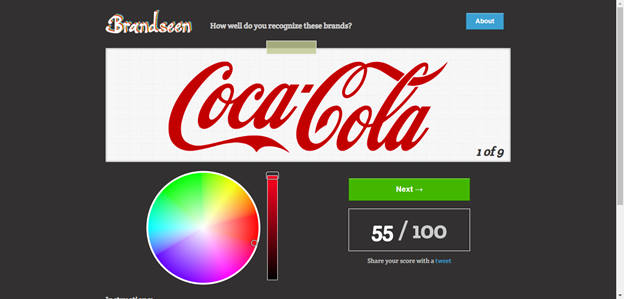 Brandseen
How well do you recognize these brands?
About
Coca-Cola
1 of 9
Next →
55 / 100
Share your score with a tweet